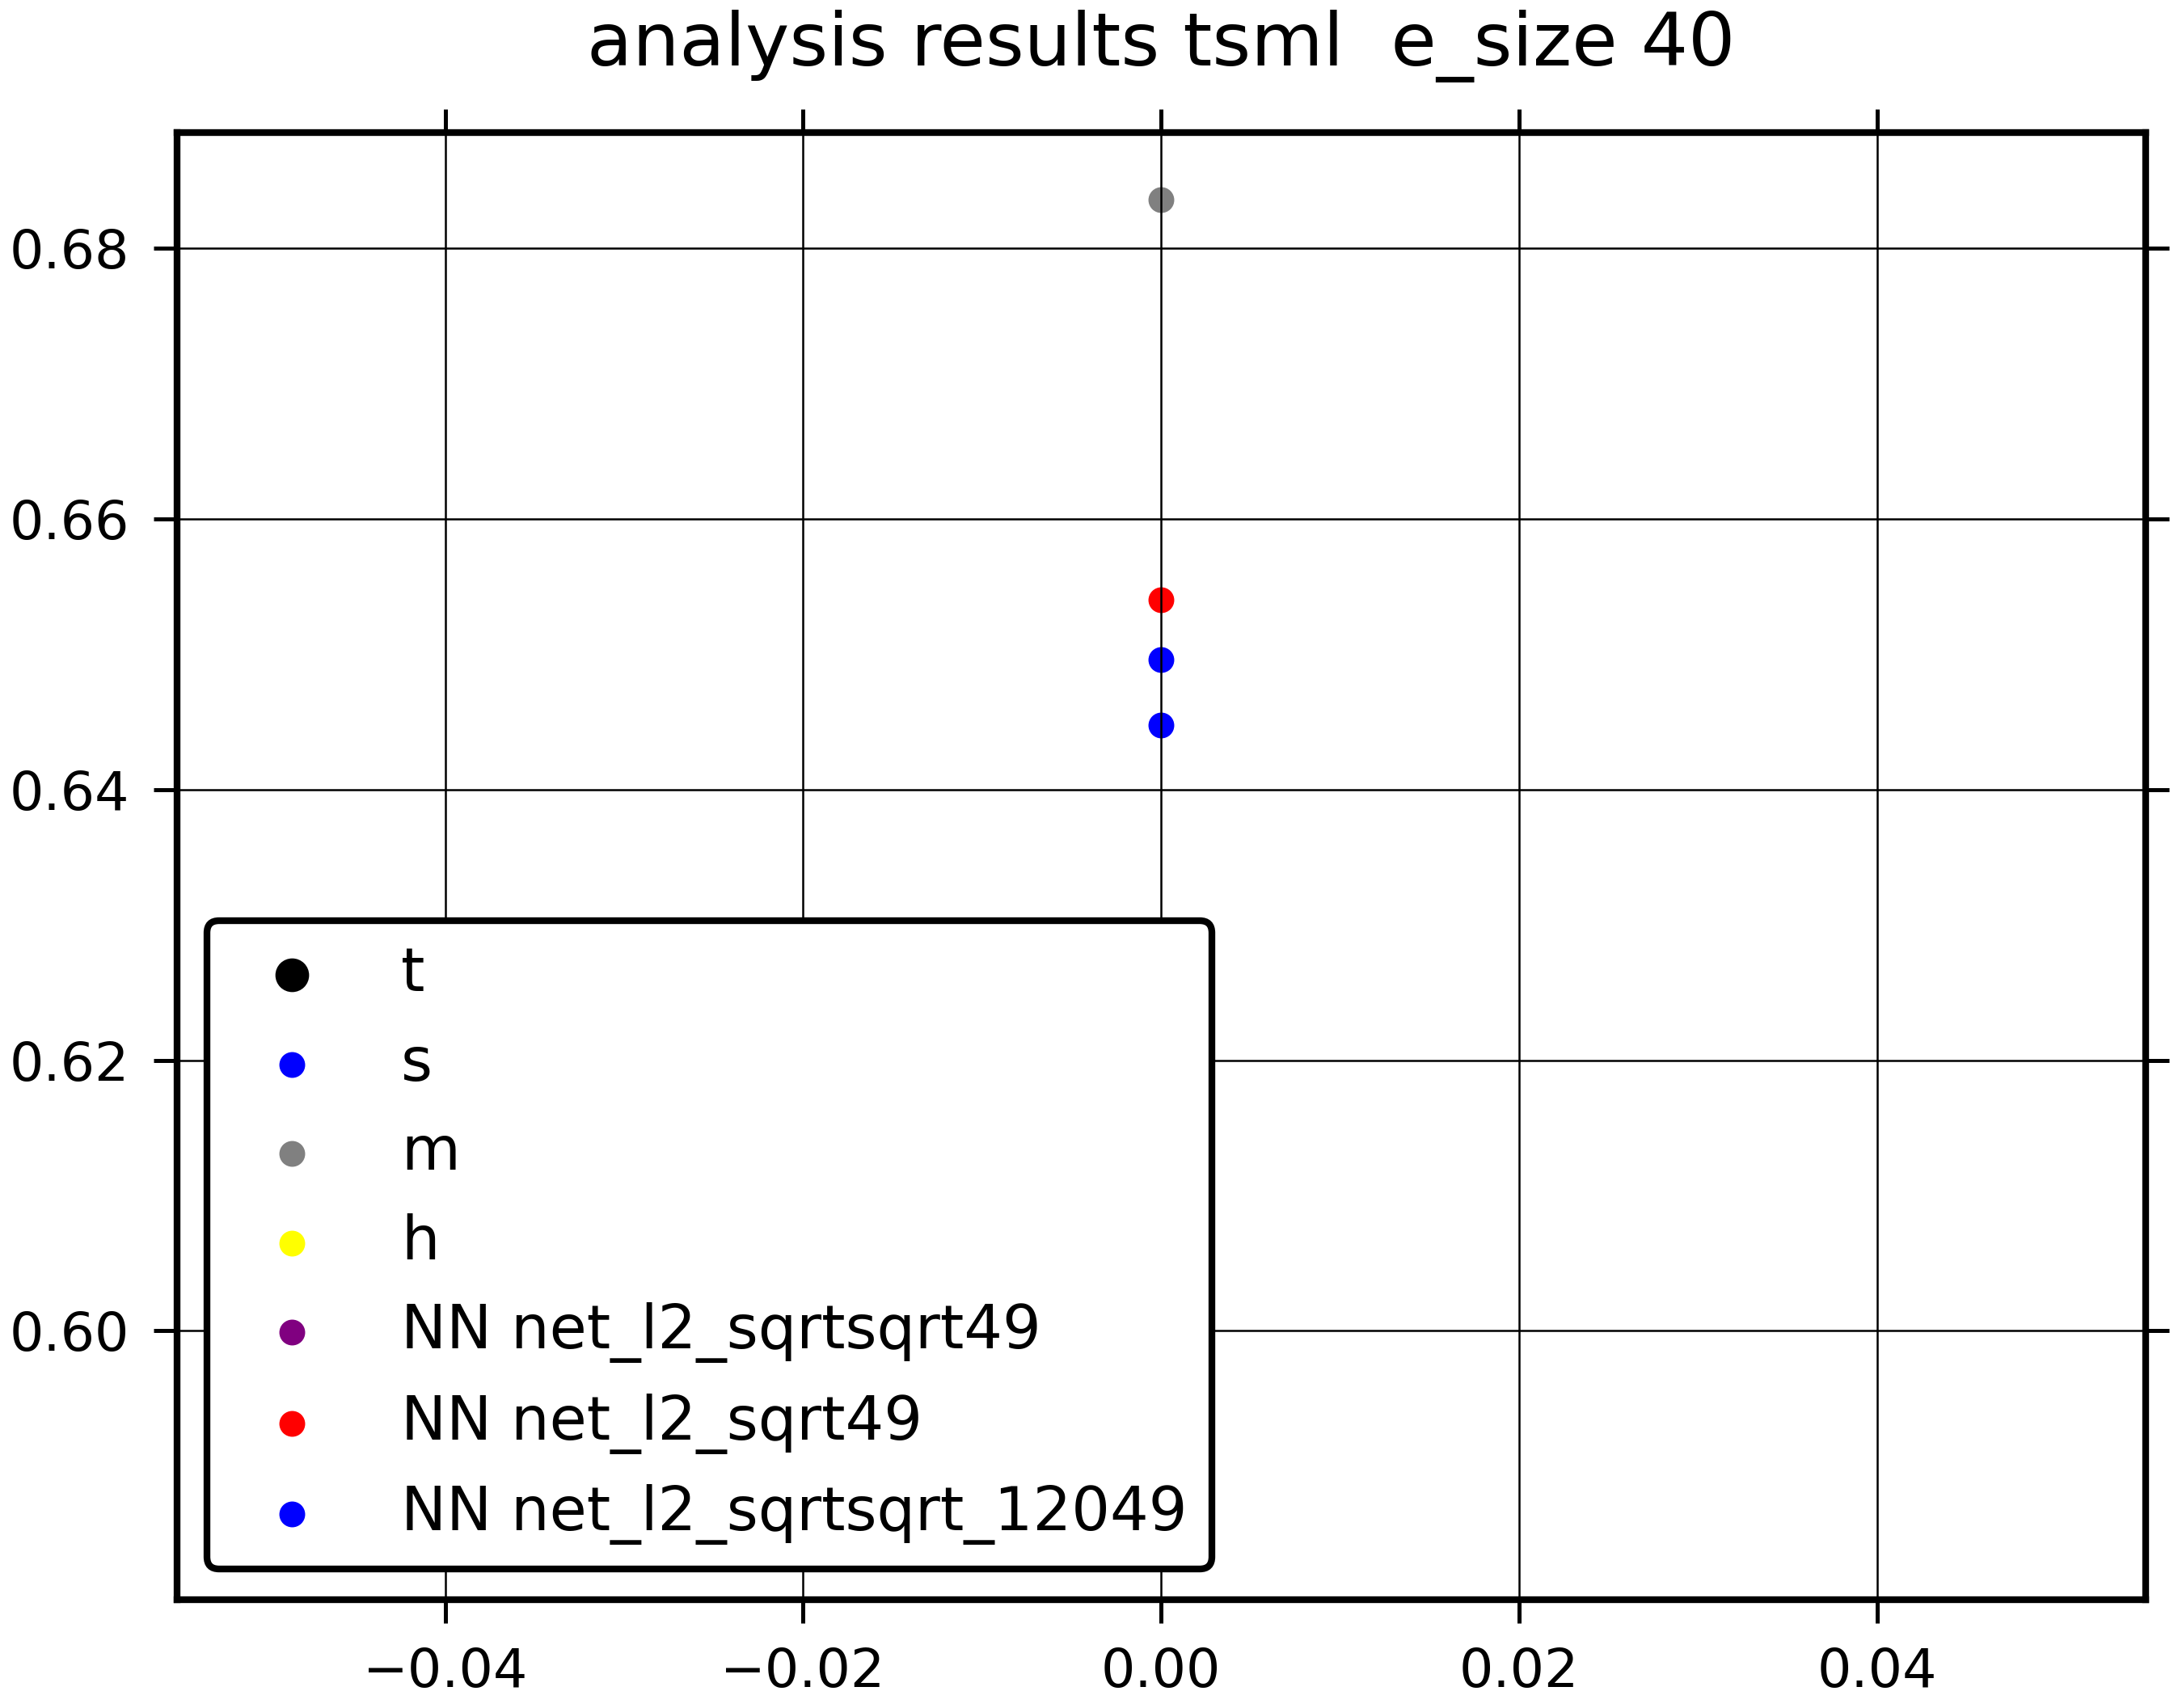 analysis results tsml  e_size 40
0.68
0.66
0.64
0.62
0.60
t
s
m
h
NN net_l2_sqrtsqrt49
NN net_l2_sqrt49
NN net_l2_sqrtsqrt_12049
−0.04 −0.02 0.00 0.02 0.04